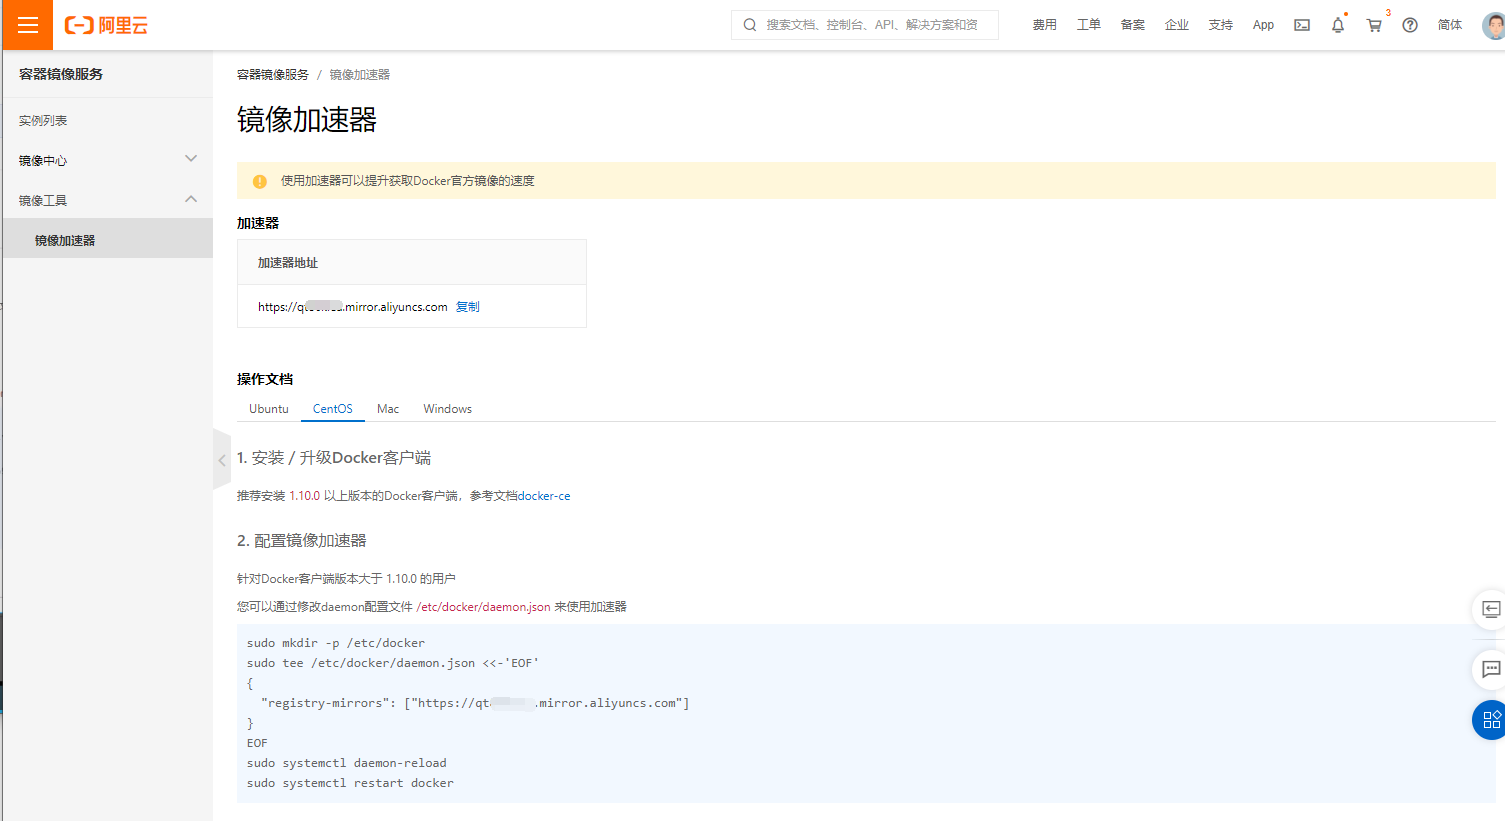 阿里云
搜索文档、控制台、API、解决方案和资
费用 工单 备案 企业 支持 App 3 简体
容器镜像服务
实例列表
镜像中心
镜像工具
镜像加速器
容器镜像服务 / 镜像加速器
镜像加速器
使用加速器可以提升获取Docker官方镜像的速度
加速器
加速器地址
https://qt .mirror.aliyuncs.com 复制
操作文档
Ubuntu CentOS Mac Windows
1. 安装 / 升级Docker客户端
推荐安装 1.10.0 以上版本的Docker客户端，参考文档docker-ce
2. 配置镜像加速器
针对Docker客户端版本大于 1.10.0 的用户
您可以通过修改daemon配置文件 /etc/docker/daemon.json 来使用加速器
sudo mkdir -p /etc/docker
sudo tee /etc/docker/daemon.json <<-'EOF'
{
"registry-mirrors": ["https://qt .mirror.aliyuncs.com"]
}
EOF
sudo systemctl daemon-reload
sudo systemctl restart docker